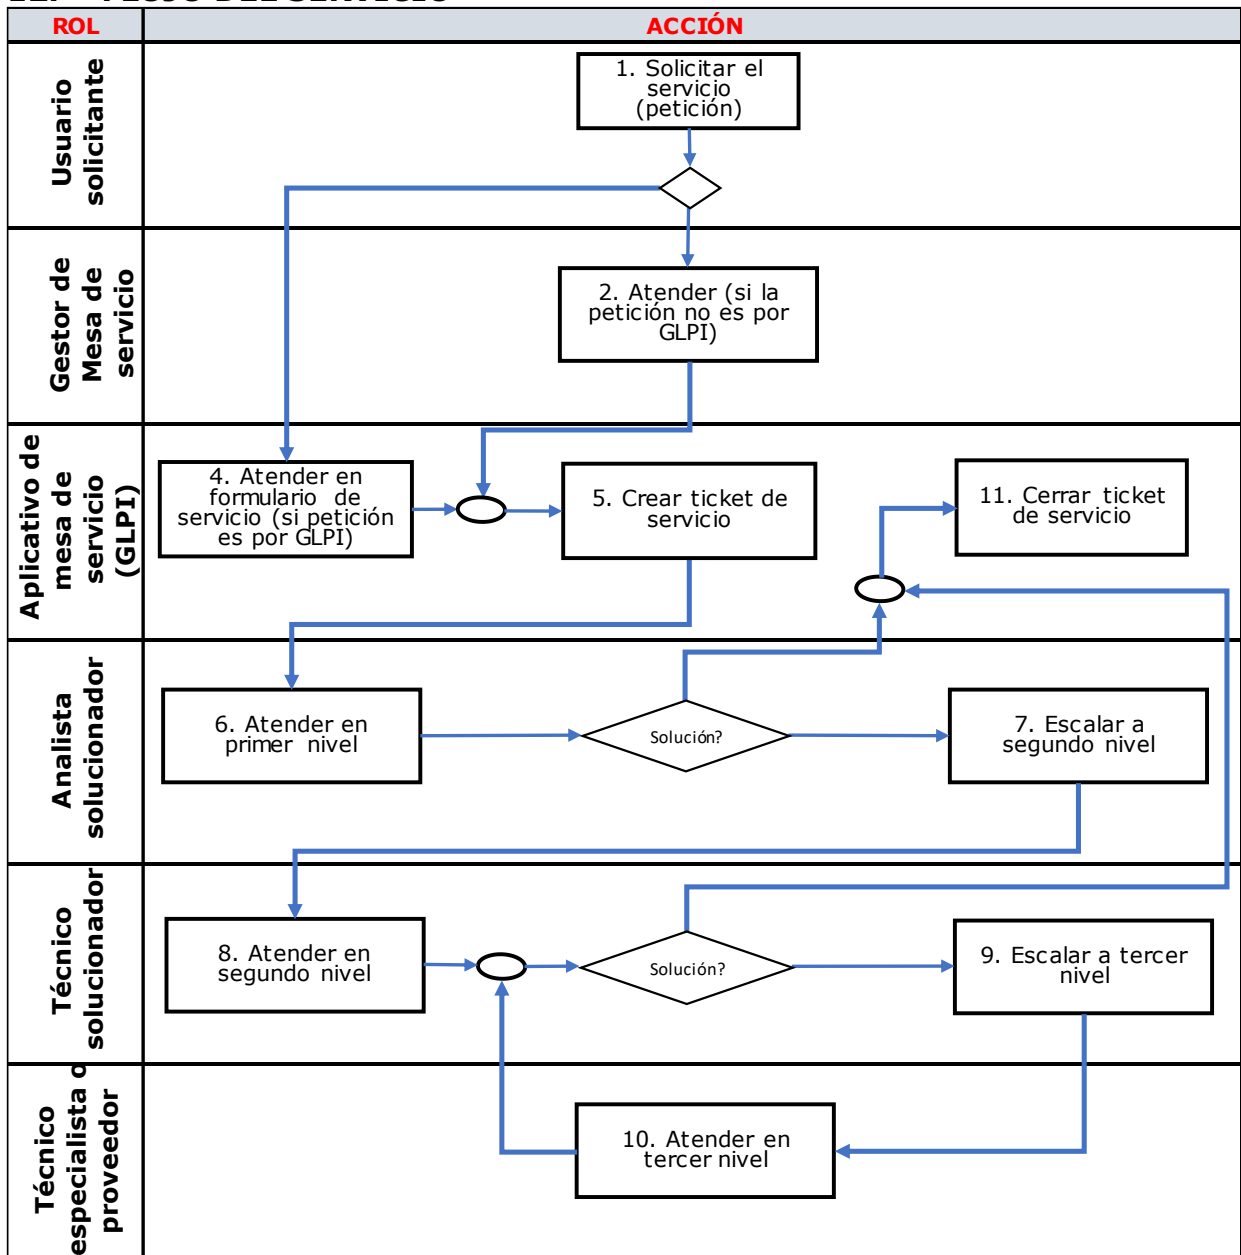 ROL
ACCIÓN
Usuario
solicitante
1. Solicitar el
servicio
(petición)
Gestor de
Mesa de
servicio
2. Atender (si la
petición no es por
GLPI)
Aplicativo de
mesa de
servicio
(GLPI)
4. Atender en
formulario de
servicio (si petición
es por GLPI)
5. Crear ticket de
servicio
11. Cerrar ticket
de servicio
Analista
solucionador
6. Atender en
primer nivel
Solución?
7. Escalar a
segundo nivel
Técnico
solucionador
8. Atender en
segundo nivel
Solución?
9. Escalar a tercer
nivel
Técnico
especialista o
proveedor
10. Atender en
tercer nivel